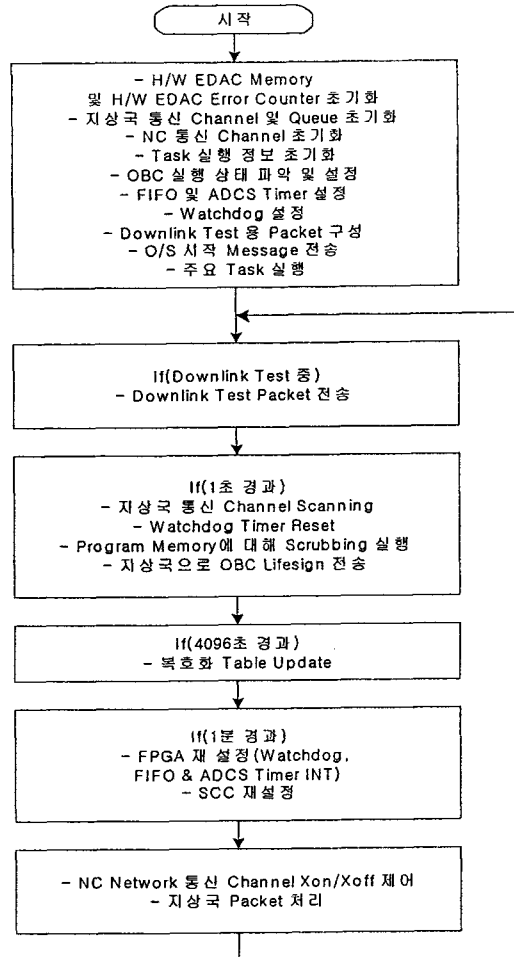 시작
- H/W EDAC Memory
및 H/W EDAC Error Counter 초기화
- 지상국 통신 Channel 및 Queue 초기화
- NC 통신 Channel 초기화
- Task 실행 정보 초기화
- OBC 실행 상태 파악 및 설정
- FIFO 및 ADCS Timer 설정
- Watchdog 설정
- Downlink Test 용 Packet 구성
- O/S 시작 Message 전송
- 주요 Task 실행
If(Downlink Test 중)
- Downlink Test Packet 전송
If(1초 경과)
- 지상국 통신 Channel Scanning
- Watchdog Timer Reset
- Program Memory에 대해 Scrubbing 실행
- 지상국으로 OBC Lifesign 전송
If(4096초 경과)
- 복호화 Table Update
If(1분 경과)
- FPGA 재 설정(Watchdog,
FIFO & ADCS Timer INT)
- SCC 재설정
- NC Network 통신 Channel Xon/Xoff 제어
- 지상국 Packet 처리